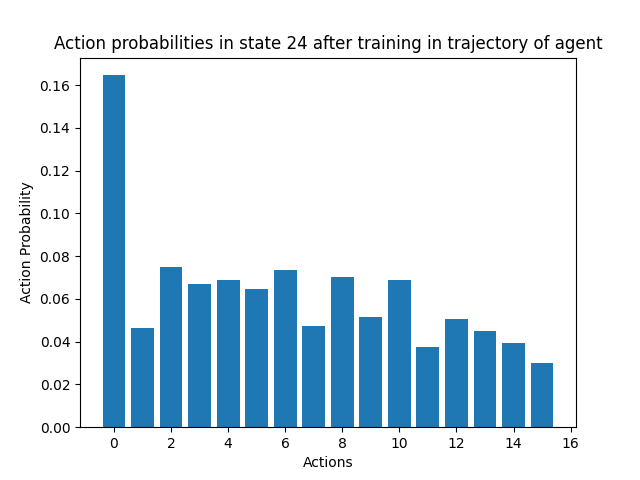 Action probabilities in state 24 after training in trajectory of agent
0.16
0.14
0.12
0.10
0.08
0.06
0.04
0.02
0.00
Action Probability
0 2 4 6 8 10 12 14 16
Actions